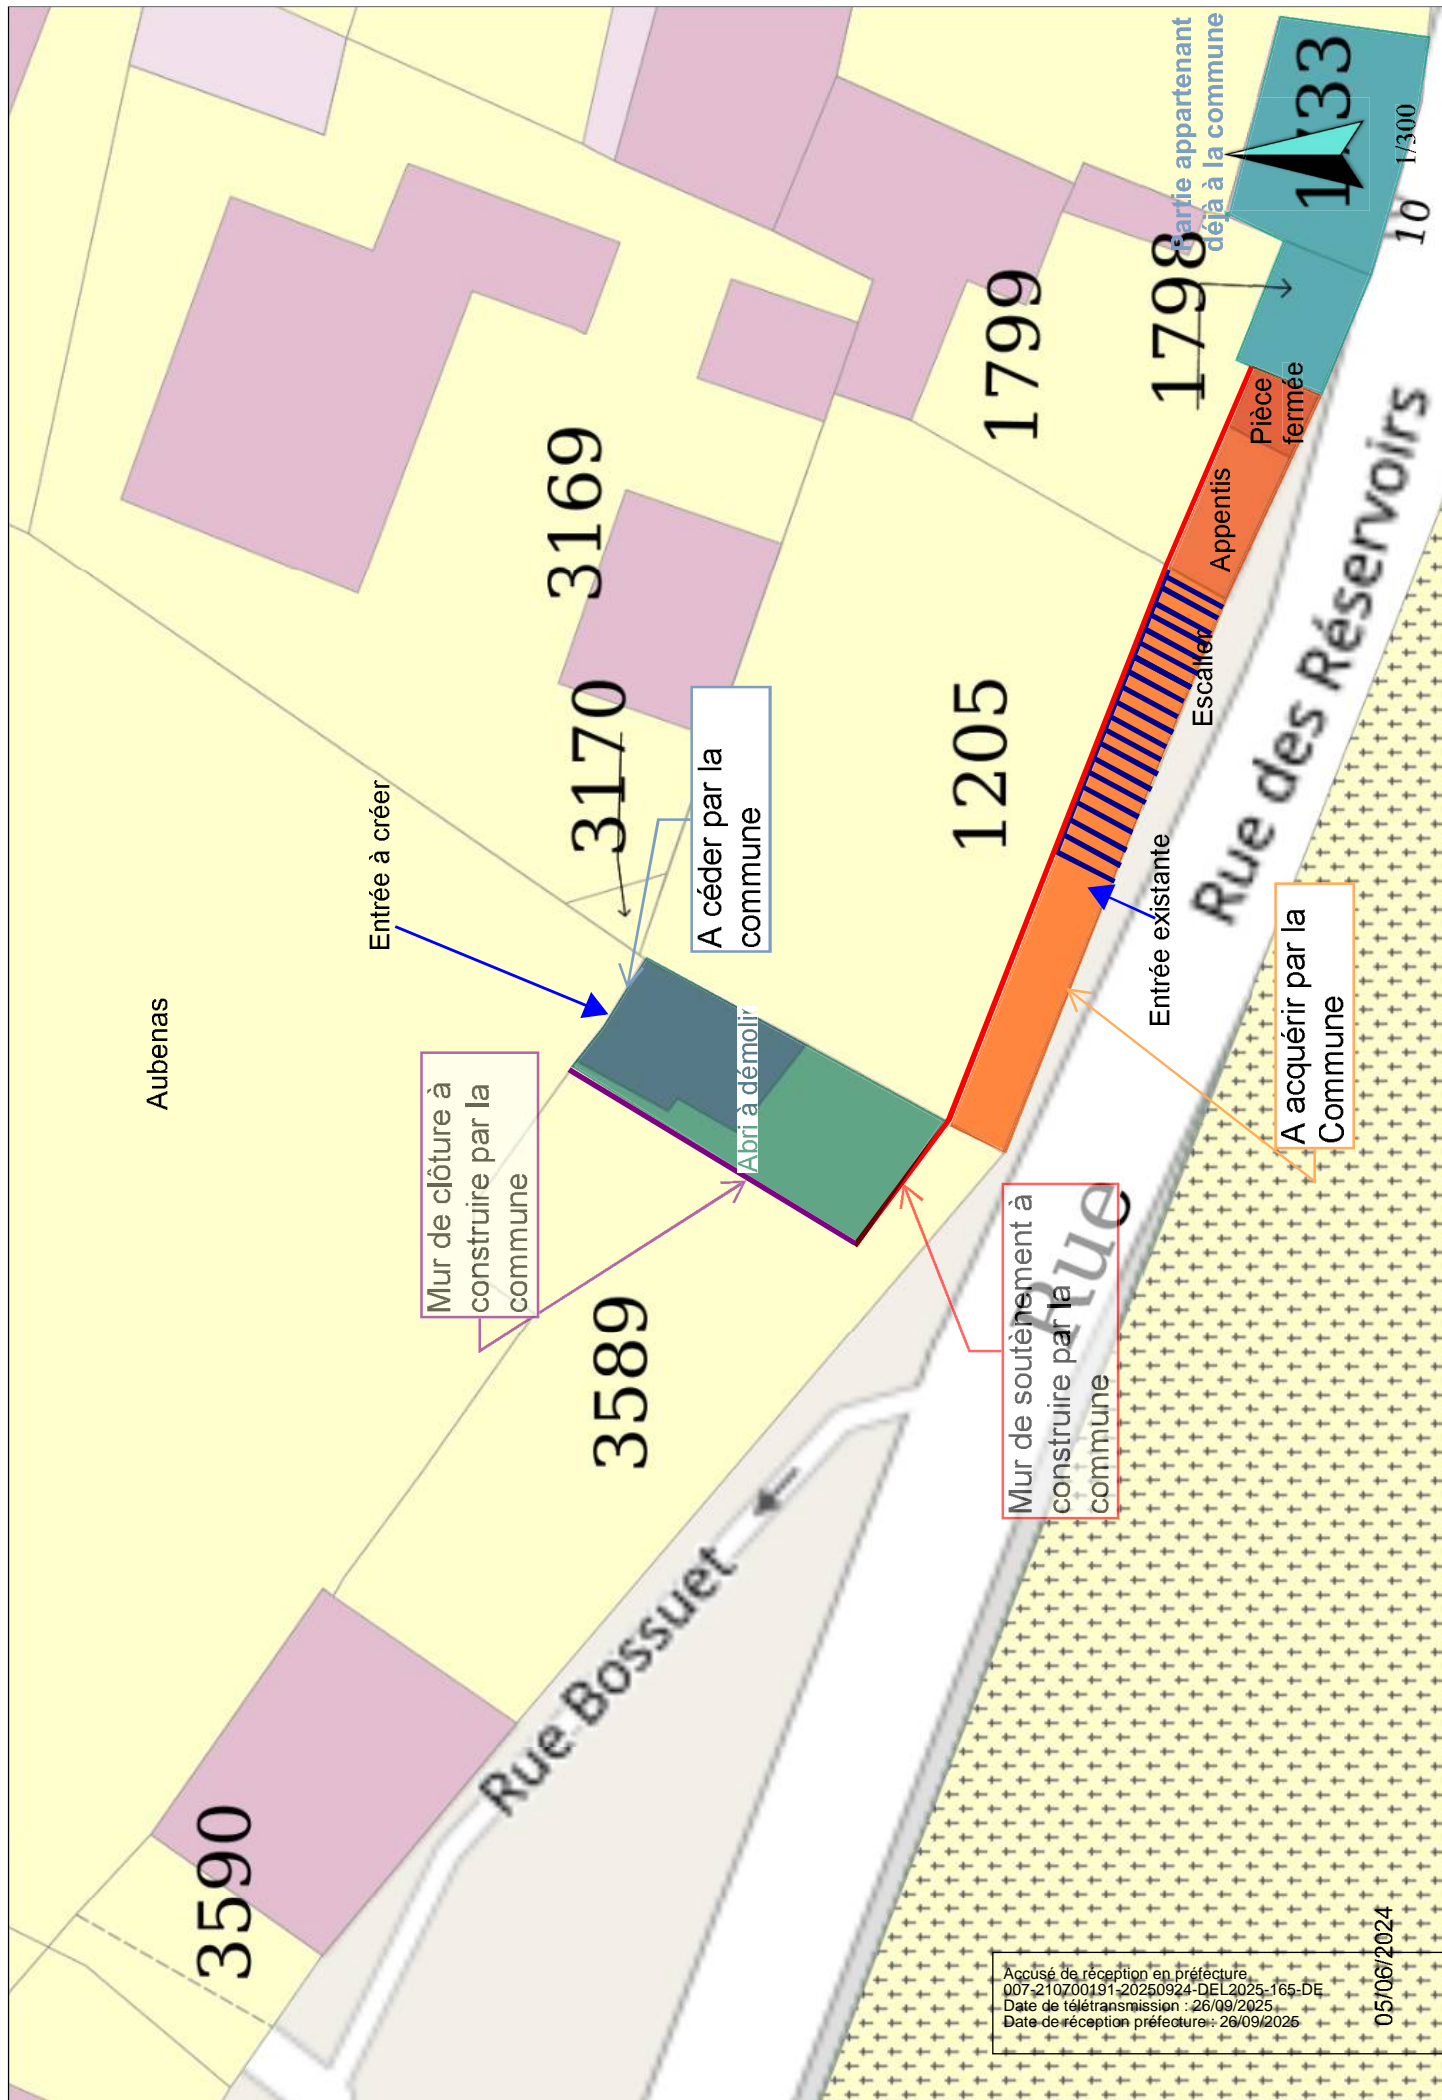 Aubenas
Entrée à créer
Mur de clôture à
construire par la
commune
3590
3589
3170
3169
A céder par la
commune
Abri à démolir
1205
1799
1798
Partie appartenant
déjà à la commune
1/300
10
Pièce
fermée
Appentis
Escalier
Entrée existante
Rue des Réservoirs
A acquérir par la
Commune
Mur de soutènement à
construire par la
commune
Rue
Rue Bossuet
05/06/2024
Accusé de réception en préfecture
007-210700191-20250924-DEL2025-165-DE
Date de télétransmission : 26/09/2025
Date de réception préfecture : 26/09/2025